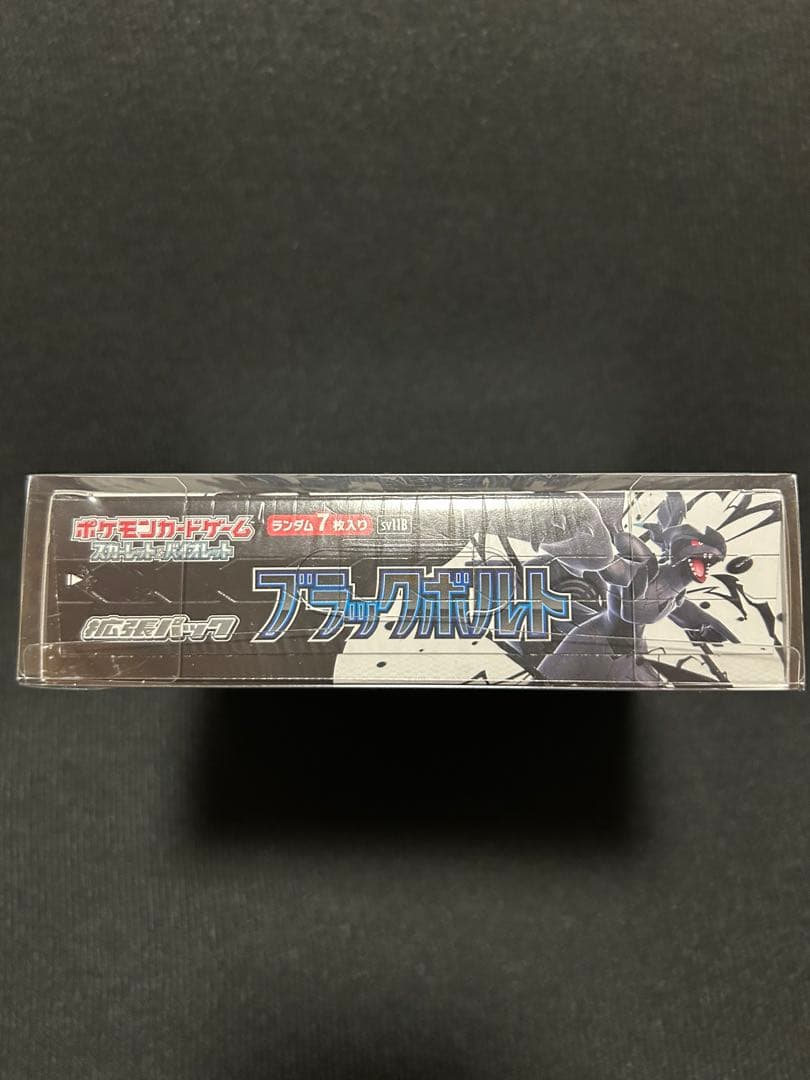 ポケモンカードゲーム
スカーレット&バイオレット
ランダム7枚入り
sv11B
拡張パック
ブラックボルト